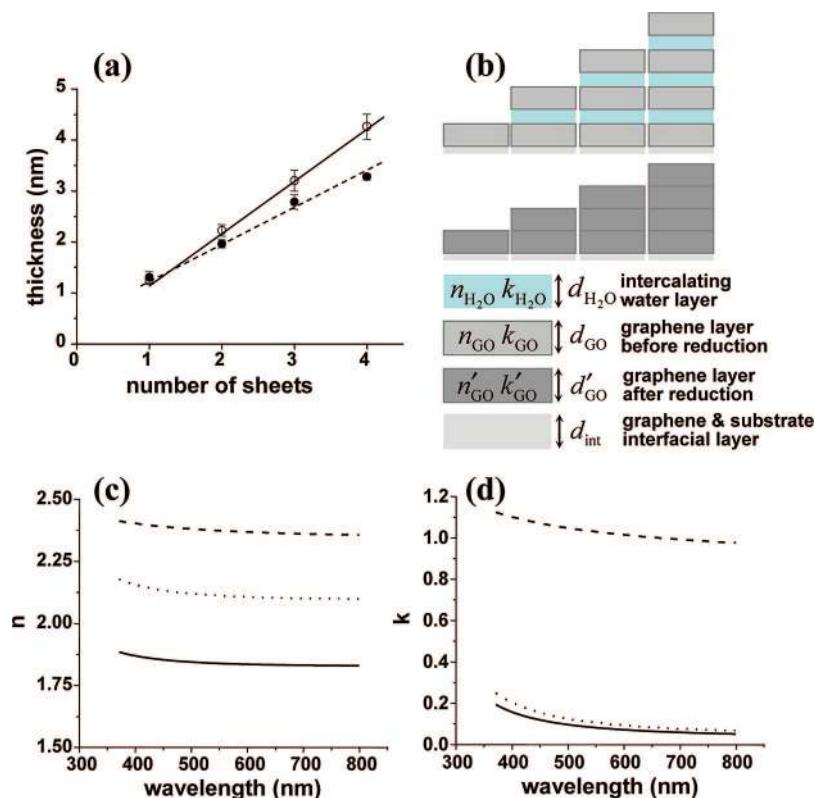 (a)
5
4
3
2
1
0
thickness (nm)
0 1 2 3 4
number of sheets
(b)
n_H₂O k_H₂O d_H₂O intercalating
water layer
n_GO k_GO d_GO graphene layer
before reduction
n′_GO k′_GO d′_GO graphene layer
after reduction
d_int graphene & substrate
interfacial layer
(c)
2.50
2.25
2.00
1.75
1.50
n
300 400 500 600 700 800
wavelength (nm)
(d)
1.2
1.0
0.8
0.6
0.4
0.2
0.0
k
300 400 500 600 700 800
wavelength (nm)